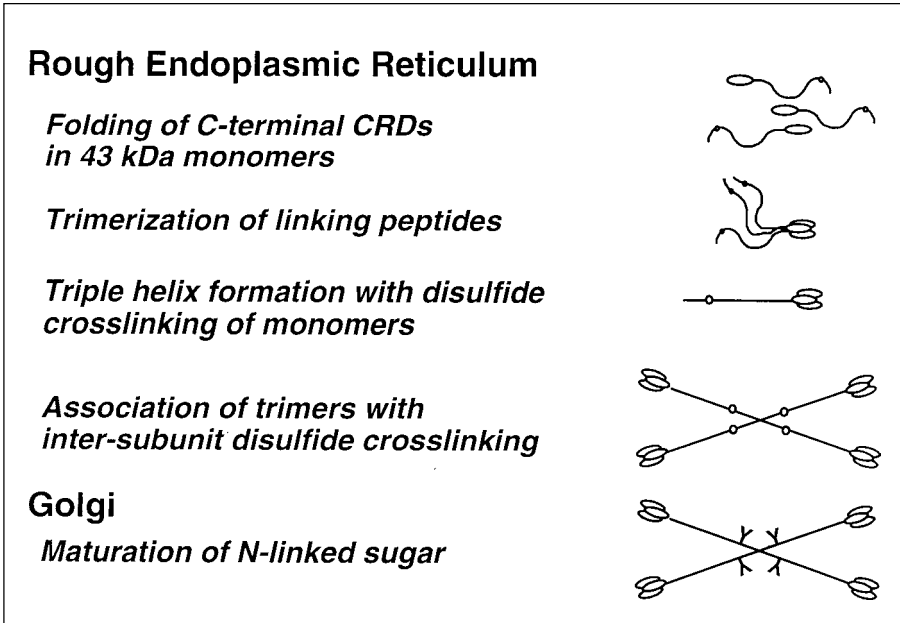 Rough Endoplasmic Reticulum
Folding of C-terminal CRDs
in 43 kDa monomers
Trimerization of linking peptides
Triple helix formation with disulfide
crosslinking of monomers
Association of trimers with
inter-subunit disulfide crosslinking
Golgi
Maturation of N-linked sugar